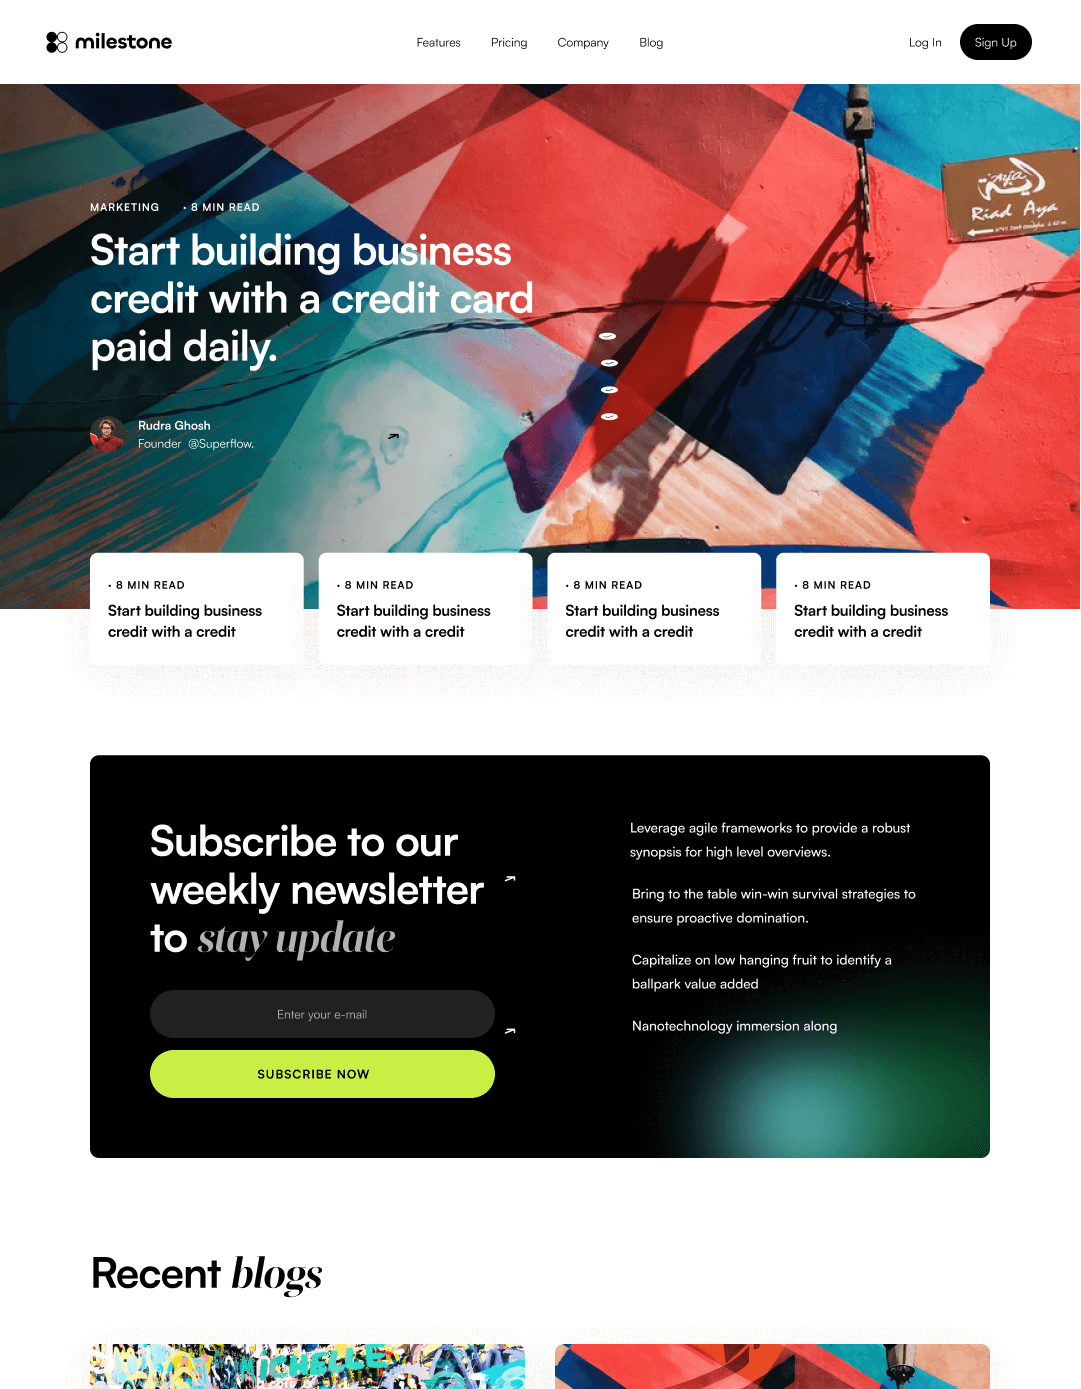 milestone
Features
Pricing
Company
Blog
Log In
Sign Up
Aya
Riad Aya
MARKETING · 8 MIN READ
Start building business
credit with a credit card
paid daily.
Rudra Ghosh
Founder @Superflow.
· 8 MIN READ
Start building business
credit with a credit
· 8 MIN READ
Start building business
credit with a credit
· 8 MIN READ
Start building business
credit with a credit
· 8 MIN READ
Start building business
credit with a credit
Subscribe to our
weekly newsletter
to stay update
Enter your e-mail
SUBSCRIBE NOW
Leverage agile frameworks to provide a robust
synopsis for high level overviews.
Bring to the table win-win survival strategies to
ensure proactive domination.
Capitalize on low hanging fruit to identify a
ballpark value added
Nanotechnology immersion along
Recent blogs
MICHELLE